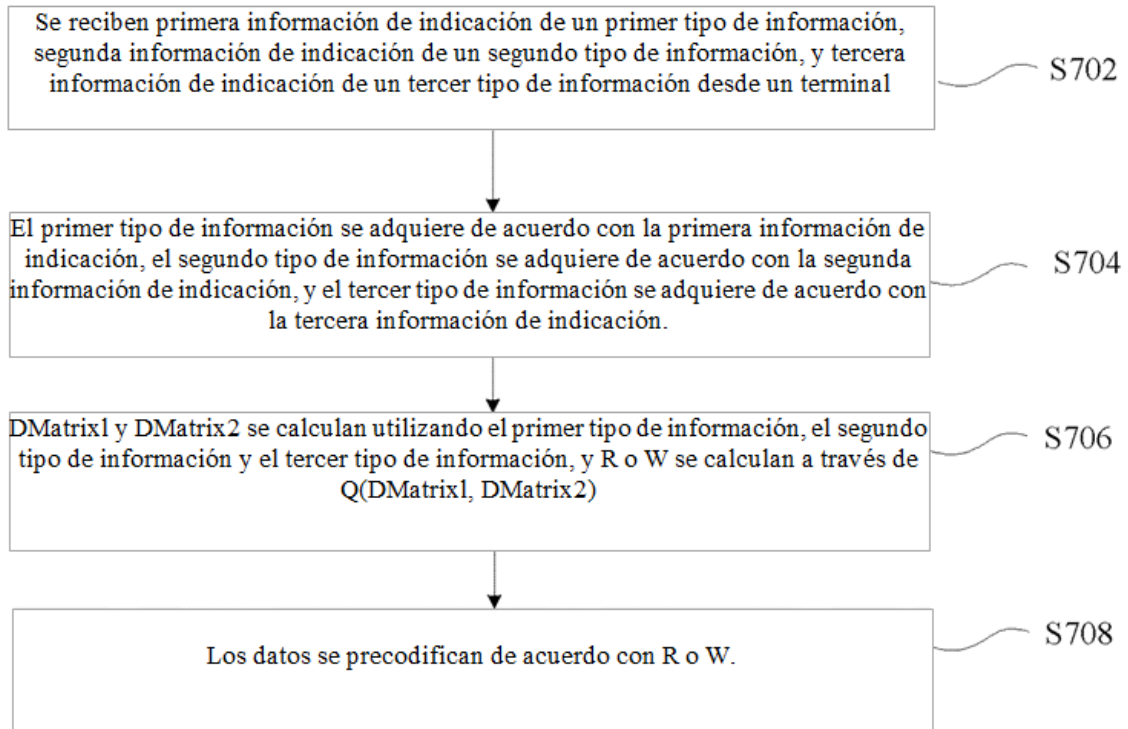 Se reciben primera información de indicación de un primer tipo de información,
segunda información de indicación de un segundo tipo de información, y tercera
información de indicación de un tercer tipo de información desde un terminal
S702
El primer tipo de información se adquiere de acuerdo con la primera información de
indicación, el segundo tipo de información se adquiere de acuerdo con la segunda
información de indicación, y el tercer tipo de información se adquiere de acuerdo con
la tercera información de indicación.
S704
DMatrix1 y DMatrix2 se calculan utilizando el primer tipo de información, el segundo
tipo de información y el tercer tipo de información, y R o W se calculan a través de
Q(DMatrix1, DMatrix2)
S706
Los datos se precodifican de acuerdo con R o W.
S708